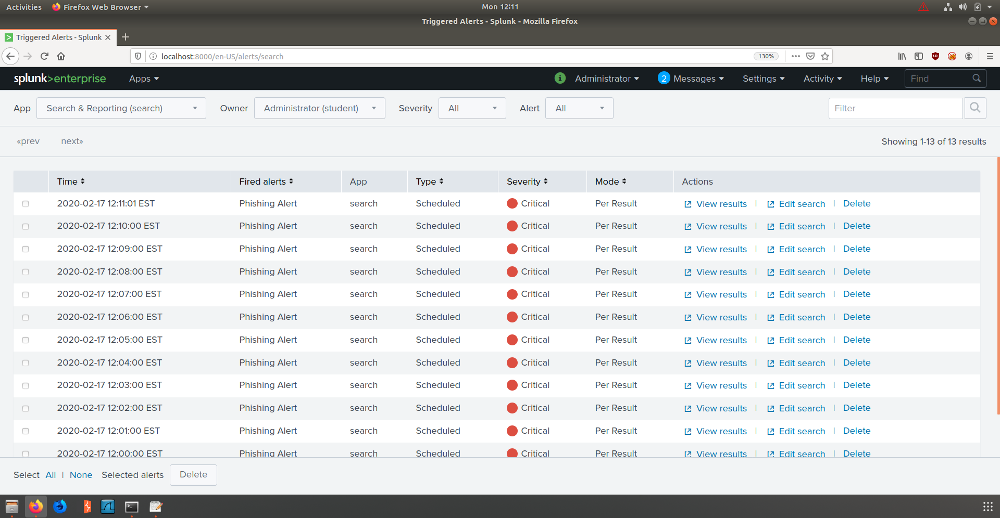 Activities Firefox Web Browser Mon 12:11
Triggered Alerts - Splunk - Mozilla Firefox
Triggered Alerts - Splunk
localhost:8000/en-US/alerts/search 130%
splunk>enterprise Apps i Administrator 2 Messages Settings Activity Help Find
App Search & Reporting (search) Owner Administrator (student) Severity All Alert All Filter
«prev next» Showing 1-13 of 13 results
Time Fired alerts App Type Severity Mode Actions
2020-02-17 12:11:01 EST Phishing Alert search Scheduled Critical Per Result View results | Edit search | Delete
2020-02-17 12:10:00 EST Phishing Alert search Scheduled Critical Per Result View results | Edit search | Delete
2020-02-17 12:09:00 EST Phishing Alert search Scheduled Critical Per Result View results | Edit search | Delete
2020-02-17 12:08:00 EST Phishing Alert search Scheduled Critical Per Result View results | Edit search | Delete
2020-02-17 12:07:00 EST Phishing Alert search Scheduled Critical Per Result View results | Edit search | Delete
2020-02-17 12:06:00 EST Phishing Alert search Scheduled Critical Per Result View results | Edit search | Delete
2020-02-17 12:05:00 EST Phishing Alert search Scheduled Critical Per Result View results | Edit search | Delete
2020-02-17 12:04:00 EST Phishing Alert search Scheduled Critical Per Result View results | Edit search | Delete
2020-02-17 12:03:00 EST Phishing Alert search Scheduled Critical Per Result View results | Edit search | Delete
2020-02-17 12:02:00 EST Phishing Alert search Scheduled Critical Per Result View results | Edit search | Delete
2020-02-17 12:01:00 EST Phishing Alert search Scheduled Critical Per Result View results | Edit search | Delete
2020-02-17 12:00:00 EST Phishing Alert search Scheduled Critical Per Result View results | Edit search | Delete
Select All | None Selected alerts Delete